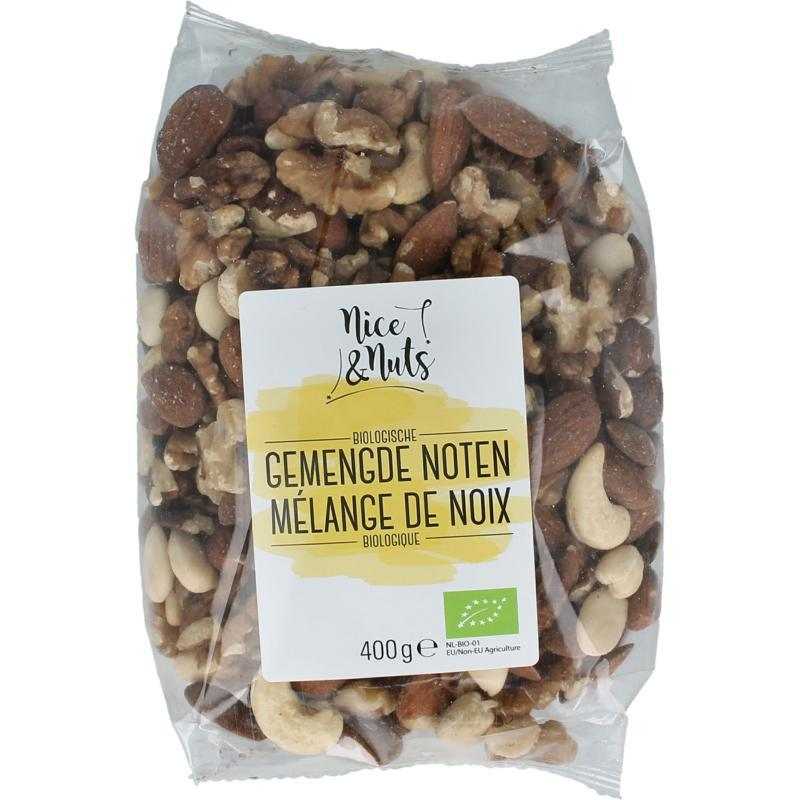 Nice
&Nuts
BIOLOGISCHE
GEMENGDE NOTEN
MÉLANGE DE NOIX
BIOLOGIQUE
400g℮
NL-BIO-01
EU/Non-EU Agriculture